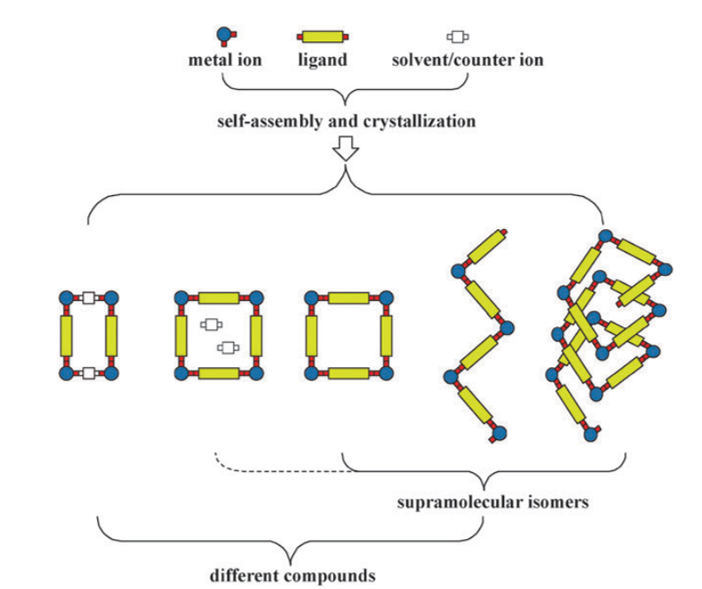 metal ion
ligand
solvent/counter ion
self-assembly and crystallization
supramolecular isomers
different compounds